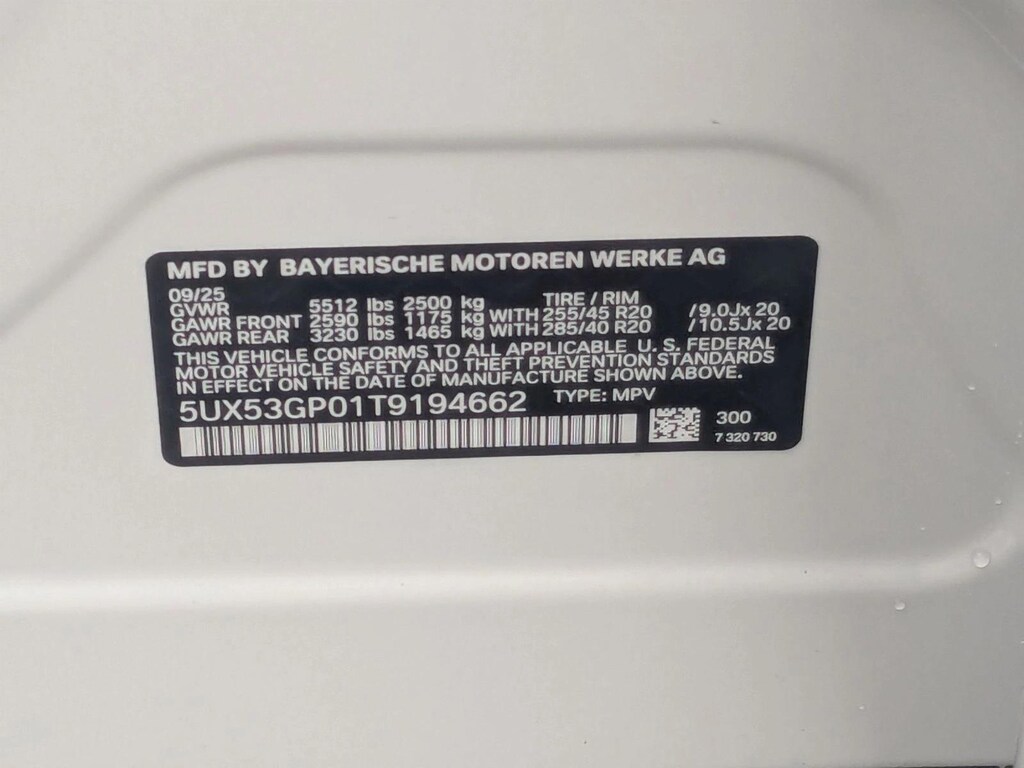 MFD BY BAYERISCHE MOTOREN WERKE AG
09/25
GVWR 5512 lbs 2500 kg TIRE / RIM
GAWR FRONT 2590 lbs 1175 kg WITH 255/45 R20 /9.0Jx 20
GAWR REAR 3230 lbs 1465 kg WITH 285/40 R20 /10.5Jx 20
THIS VEHICLE CONFORMS TO ALL APPLICABLE U. S. FEDERAL
MOTOR VEHICLE SAFETY AND THEFT PREVENTION STANDARDS
IN EFFECT ON THE DATE OF MANUFACTURE SHOWN ABOVE.
5UX53GP01T9194662 TYPE: MPV
300
7 320 730